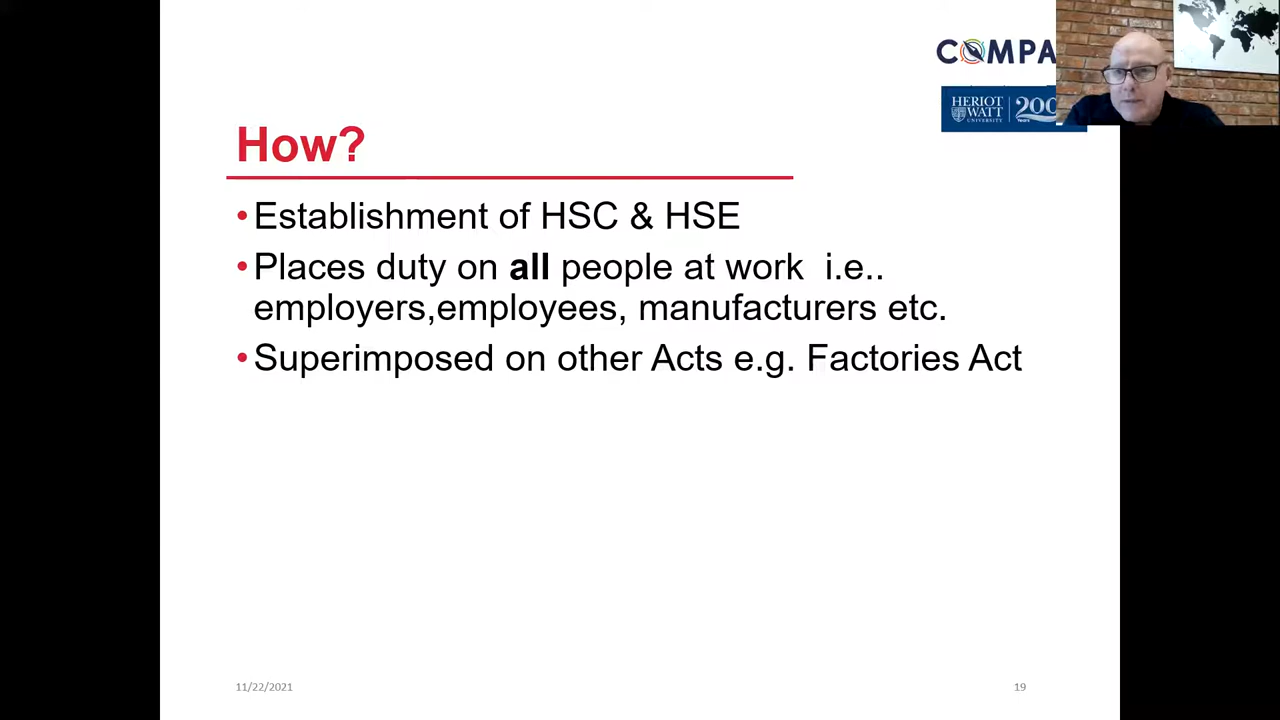 COMPA
HERIOT
WATT
UNIVERSITY
200
Years
How?
•Establishment of HSC & HSE
•Places duty on all people at work  i.e..
employers,employees, manufacturers etc.
•Superimposed on other Acts e.g. Factories Act
11/22/2021
19